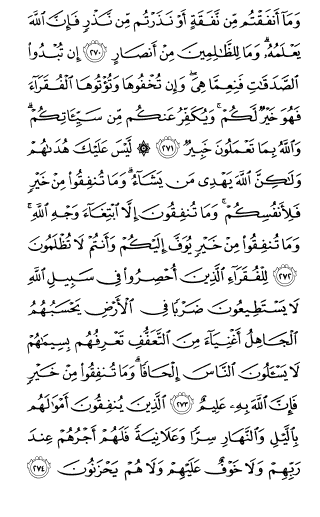 وَمَآ أَنفَقْتُم مِّن نَّفَقَةٍ أَوْ نَذَرْتُم مِّن نَّذْرٍ فَإِنَّ ٱللَّهَ
يَعْلَمُهُۥ ۗ وَمَا لِلظَّـٰلِمِينَ مِنْ أَنصَارٍ ﴿٢٧٠﴾ إِن تُبْدُوا۟
ٱلصَّدَقَـٰتِ فَنِعِمَّا هِىَ ۖ وَإِن تُخْفُوهَا وَتُؤْتُوهَا ٱلْفُقَرَآءَ
فَهُوَ خَيْرٌ لَّكُمْ ۚ وَيُكَفِّرُ عَنكُم مِّن سَيِّـَٔاتِكُمْ ۗ
وَٱللَّهُ بِمَا تَعْمَلُونَ خَبِيرٌ ﴿٢٧١﴾ ۞ لَّيْسَ عَلَيْكَ هُدَىٰهُمْ
وَلَـٰكِنَّ ٱللَّهَ يَهْدِى مَن يَشَآءُ ۗ وَمَا تُنفِقُوا۟ مِنْ خَيْرٍ
فَلِأَنفُسِكُمْ ۚ وَمَا تُنفِقُونَ إِلَّا ٱبْتِغَآءَ وَجْهِ ٱللَّهِ ۚ
وَمَا تُنفِقُوا۟ مِنْ خَيْرٍ يُوَفَّ إِلَيْكُمْ وَأَنتُمْ لَا تُظْلَمُونَ
﴿٢٧٢﴾ لِلْفُقَرَآءِ ٱلَّذِينَ أُحْصِرُوا۟ فِى سَبِيلِ ٱللَّهِ
لَا يَسْتَطِيعُونَ ضَرْبًا فِى ٱلْأَرْضِ يَحْسَبُهُمُ
ٱلْجَاهِلُ أَغْنِيَآءَ مِنَ ٱلتَّعَفُّفِ تَعْرِفُهُم بِسِيمَـٰهُمْ
لَا يَسْـَٔلُونَ ٱلنَّاسَ إِلْحَافًا ۗ وَمَا تُنفِقُوا۟ مِنْ خَيْرٍ
فَإِنَّ ٱللَّهَ بِهِۦ عَلِيمٌ ﴿٢٧٣﴾ ٱلَّذِينَ يُنفِقُونَ أَمْوَٰلَهُم
بِٱلَّيْلِ وَٱلنَّهَارِ سِرًّا وَعَلَانِيَةً فَلَهُمْ أَجْرُهُمْ عِندَ
رَبِّهِمْ وَلَا خَوْفٌ عَلَيْهِمْ وَلَا هُمْ يَحْزَنُونَ ﴿٢٧٤﴾